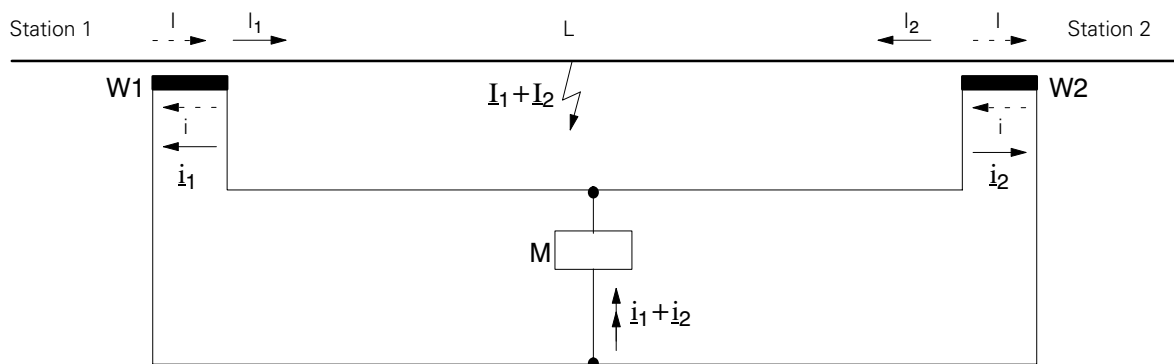 Station 1 I I₁ L I₂ I Station 2
W1 I₁+I₂ W2
i i
i₁ i₂
M
i₁+i₂